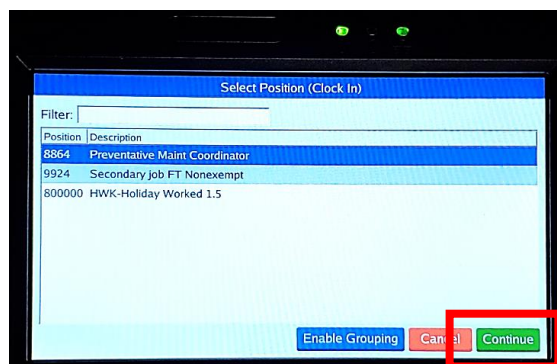 Select Position (Clock In)
Filter:
Position Description
8864 Preventative Maint Coordinator
9924 Secondary job FT Nonexempt
800000 HWK-Holiday Worked 1.5
Enable Grouping Cancel Continue